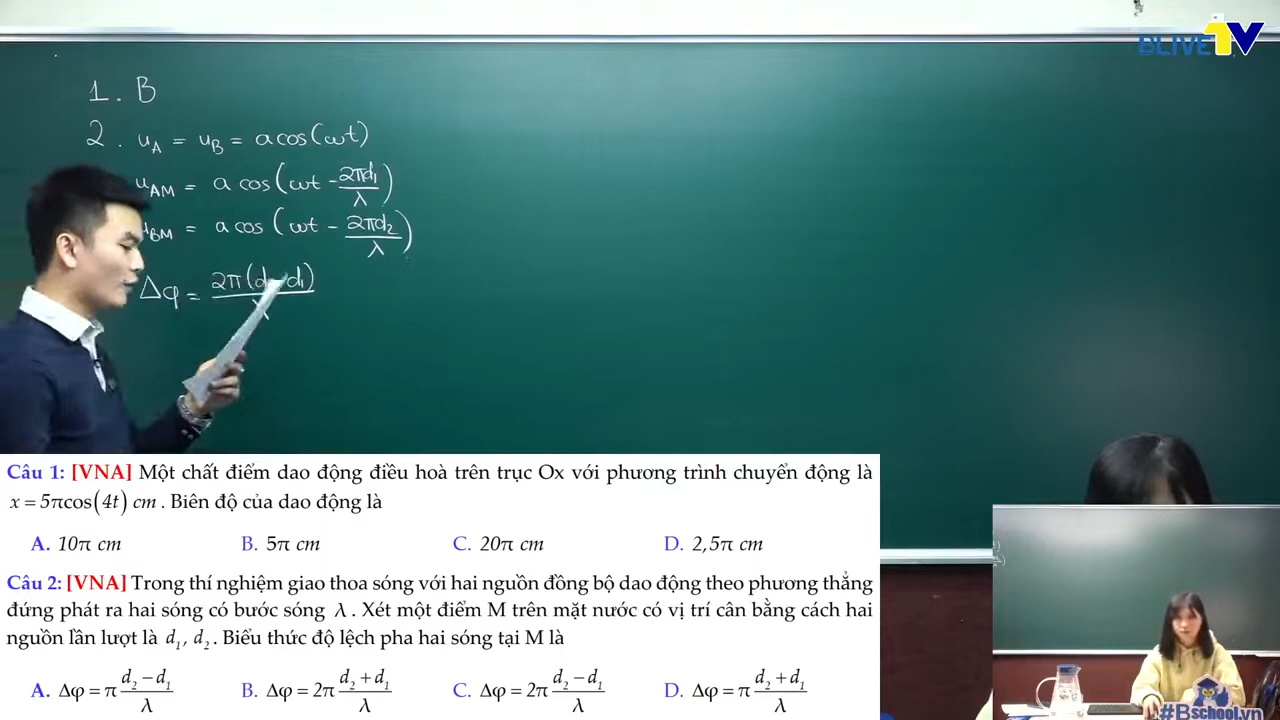 BLIVE TV
1. B
2. u_A = u_B = a cos(ωt)
u_AM = a cos(ωt - 2πd₁/λ)
u_BM = a cos(ωt - 2πd₂/λ)
Δφ = 2π(d₂ - d₁)/λ
Câu 1: [VNA] Một chất điểm dao động điều hoà trên trục Ox với phương trình chuyển động là
x = 5πcos(4t) cm. Biên độ của dao động là
A. 10π cm B. 5π cm C. 20π cm D. 2,5π cm
Câu 2: [VNA] Trong thí nghiệm giao thoa sóng với hai nguồn đồng bộ dao động theo phương thẳng
đứng phát ra hai sóng có bước sóng λ. Xét một điểm M trên mặt nước có vị trí cân bằng cách hai
nguồn lần lượt là d₁, d₂. Biểu thức độ lệch pha hai sóng tại M là
A. Δφ = π (d₂ - d₁)/λ B. Δφ = 2π (d₂ + d₁)/λ C. Δφ = 2π (d₂ - d₁)/λ D. Δφ = π (d₂ + d₁)/λ
#Bschool.vn